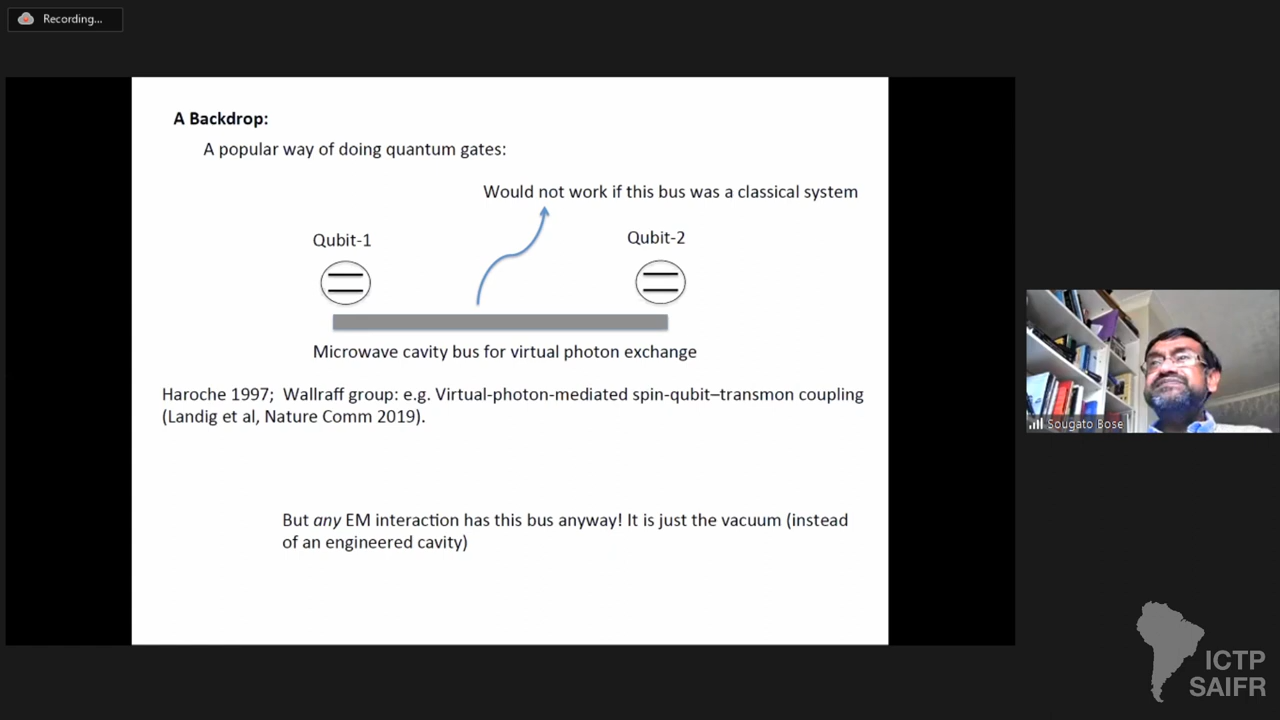 Recording...
A Backdrop:
A popular way of doing quantum gates:
Would not work if this bus was a classical system
Qubit-1
Qubit-2
Microwave cavity bus for virtual photon exchange
Haroche 1997; Wallraff group: e.g. Virtual-photon-mediated spin-qubit–transmon coupling
(Landig et al, Nature Comm 2019).
But any EM interaction has this bus anyway! It is just the vacuum (instead
of an engineered cavity)
Sougato Bose
ICTP
SAIFR